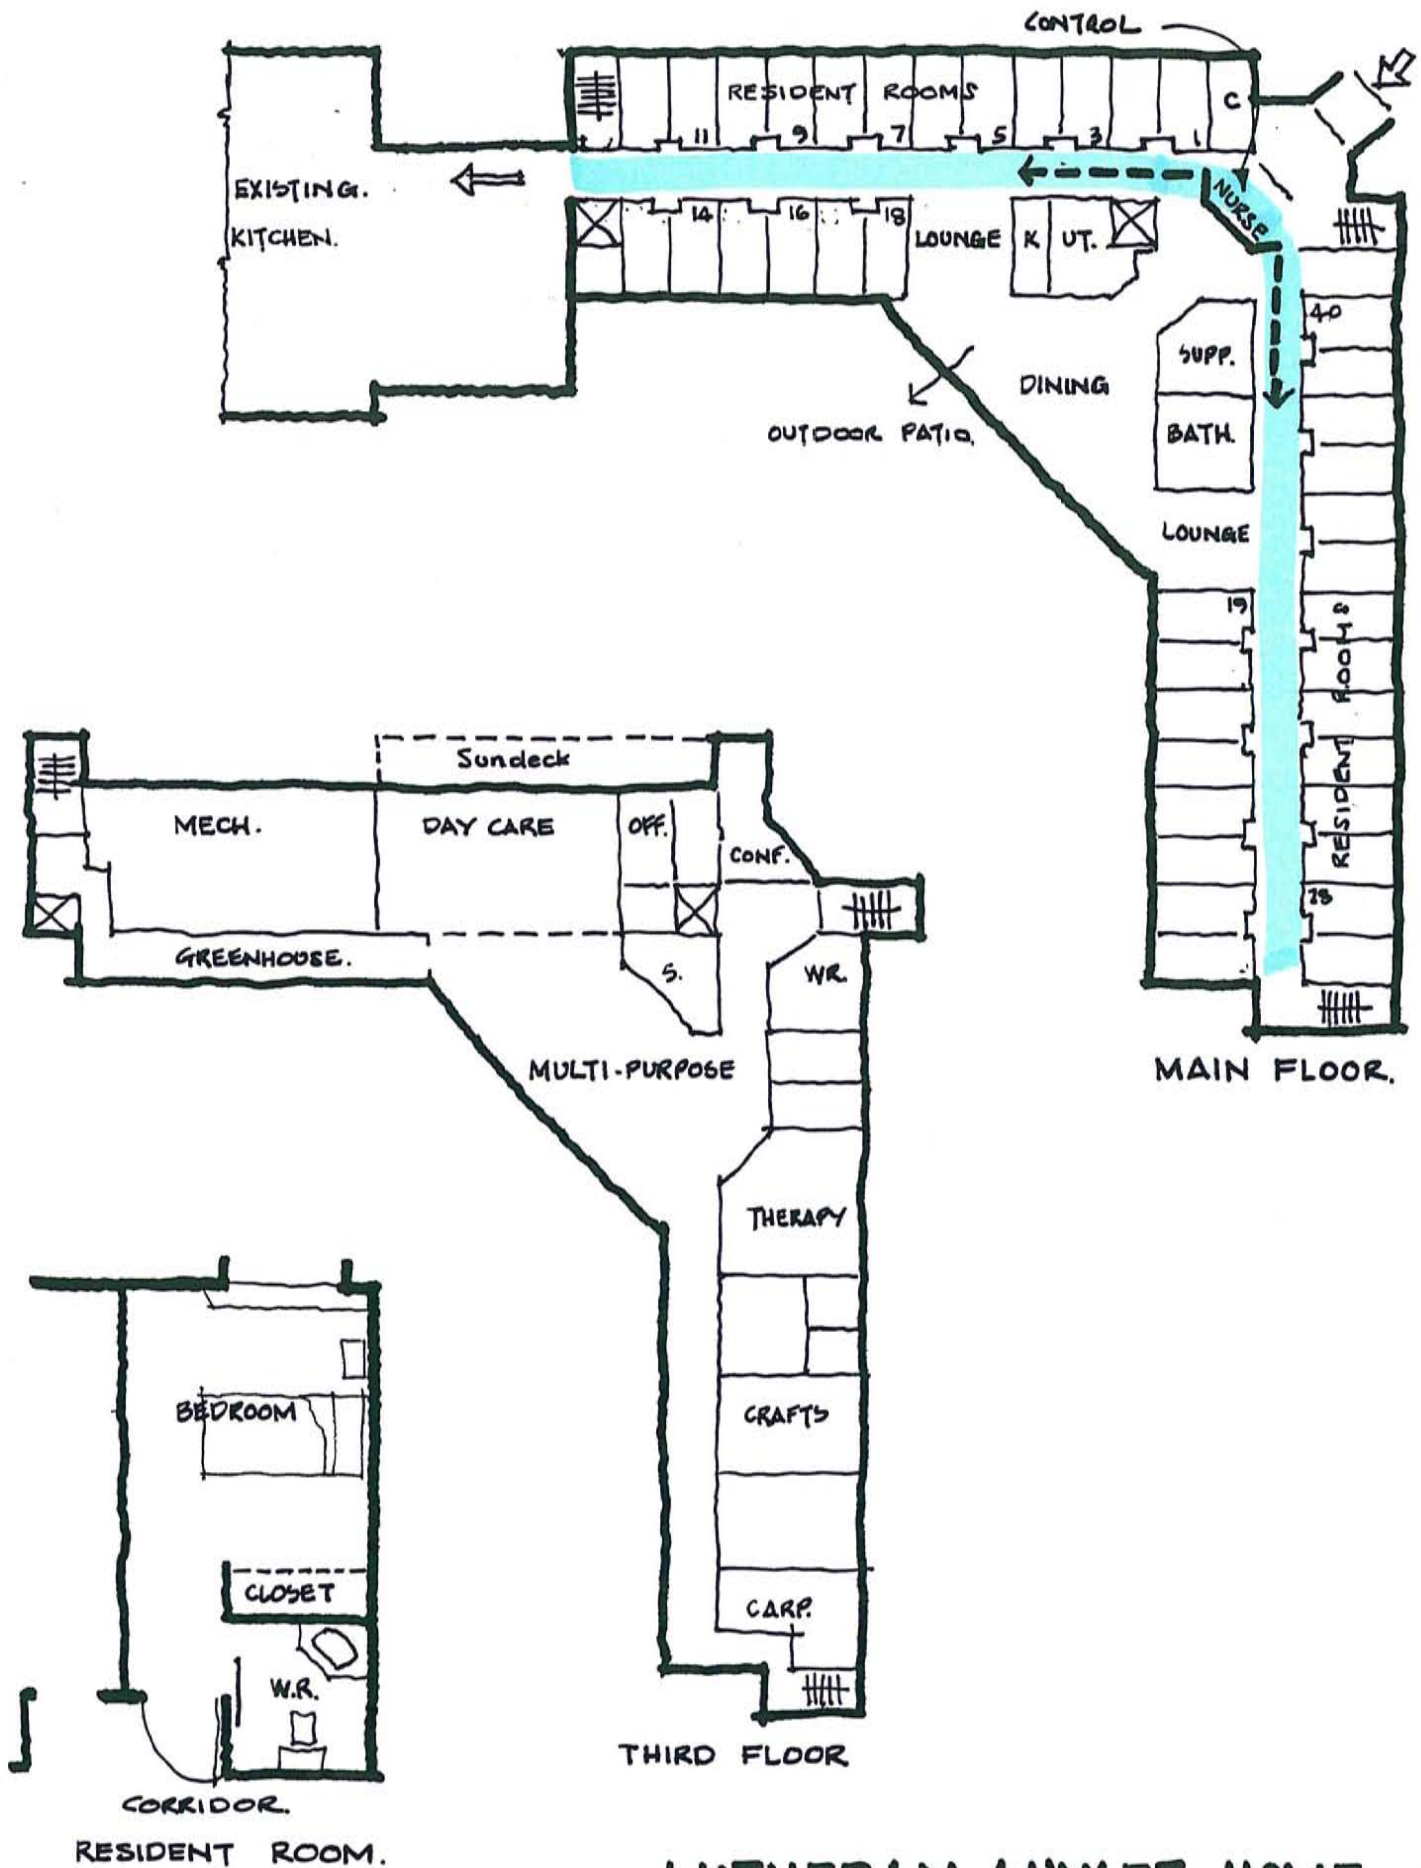 CONTROL
RESIDENT ROOMS
C
11 9 7 5 3 1
EXISTING.
KITCHEN.
NURSE
14 16 18
LOUNGE K UT.
40
SUPP.
DINING
BATH.
OUTDOOR PATIO.
LOUNGE
19
RESIDENT ROOMS
28
MAIN FLOOR.
Sundeck
MECH.
DAY CARE
OFF.
CONF.
GREENHOUSE.
S.
WR.
MULTI-PURPOSE
THERAPY
CRAFTS
CARP.
THIRD FLOOR
BEDROOM
CLOSET
W.R.
CORRIDOR.
RESIDENT ROOM.